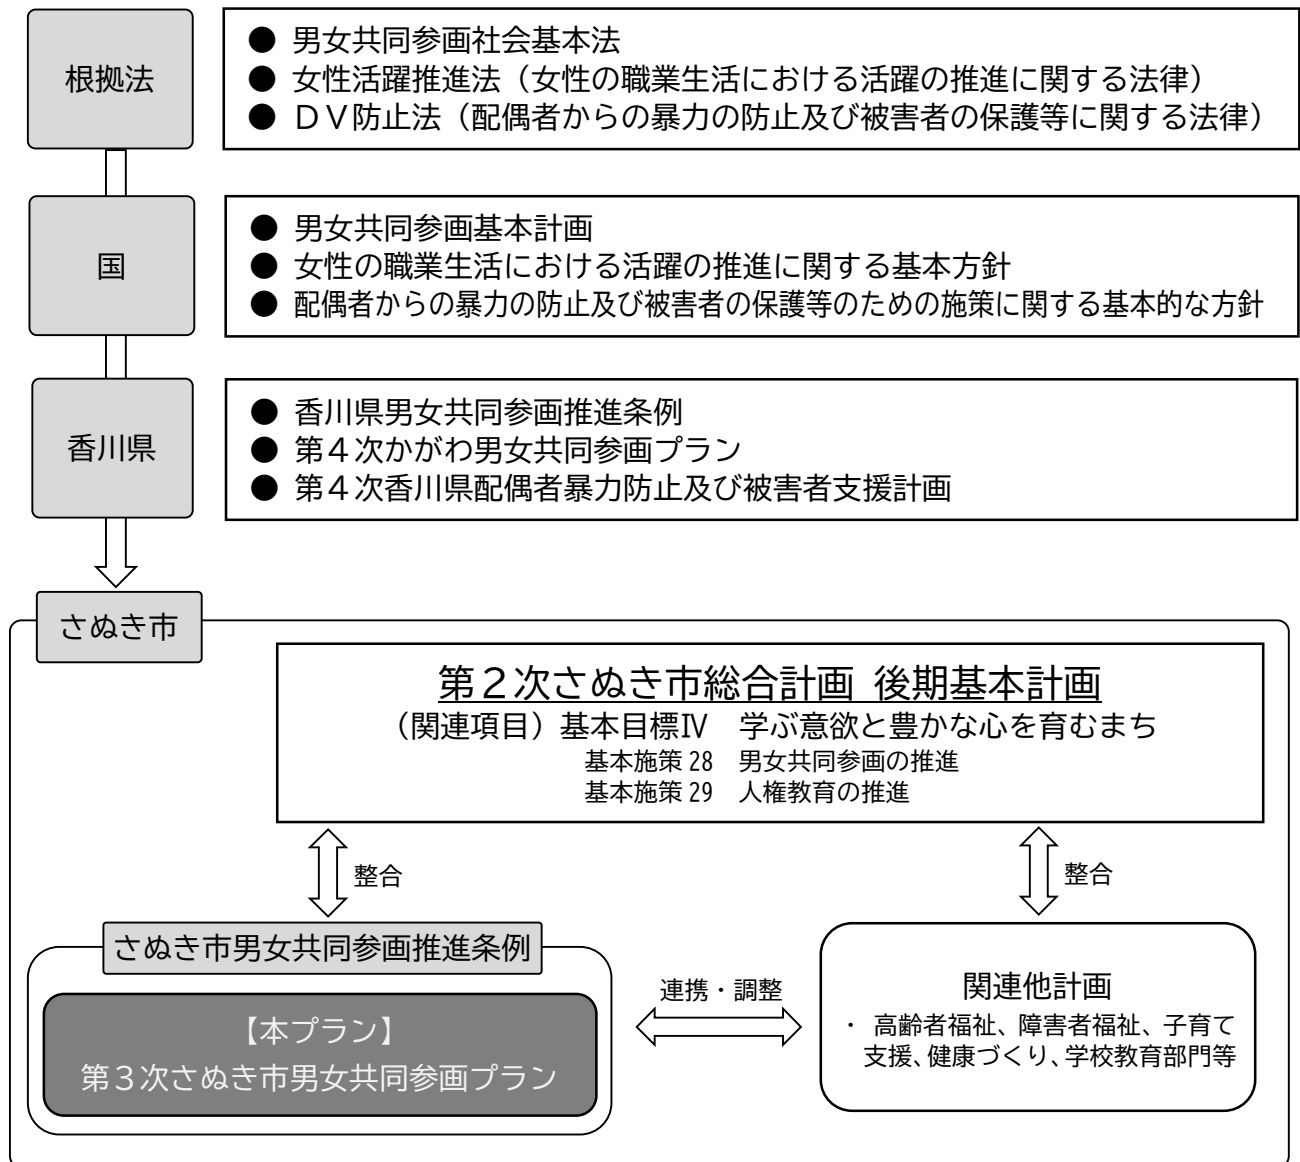 根拠法
● 男女共同参画社会基本法
● 女性活躍推進法（女性の職業生活における活躍の推進に関する法律）
● ＤＶ防止法（配偶者からの暴力の防止及び被害者の保護等に関する法律）
国
● 男女共同参画基本計画
● 女性の職業生活における活躍の推進に関する基本方針
● 配偶者からの暴力の防止及び被害者の保護等のための施策に関する基本的な方針
香川県
● 香川県男女共同参画推進条例
● 第４次かがわ男女共同参画プラン
● 第４次香川県配偶者暴力防止及び被害者支援計画
さぬき市
第２次さぬき市総合計画 後期基本計画
（関連項目）基本目標Ⅳ　学ぶ意欲と豊かな心を育むまち
基本施策 28　男女共同参画の推進
基本施策 29　人権教育の推進
整合
整合
さぬき市男女共同参画推進条例
【本プラン】
第３次さぬき市男女共同参画プラン
連携・調整
関連他計画
・ 高齢者福祉、障害者福祉、子育て
支援、健康づくり、学校教育部門等